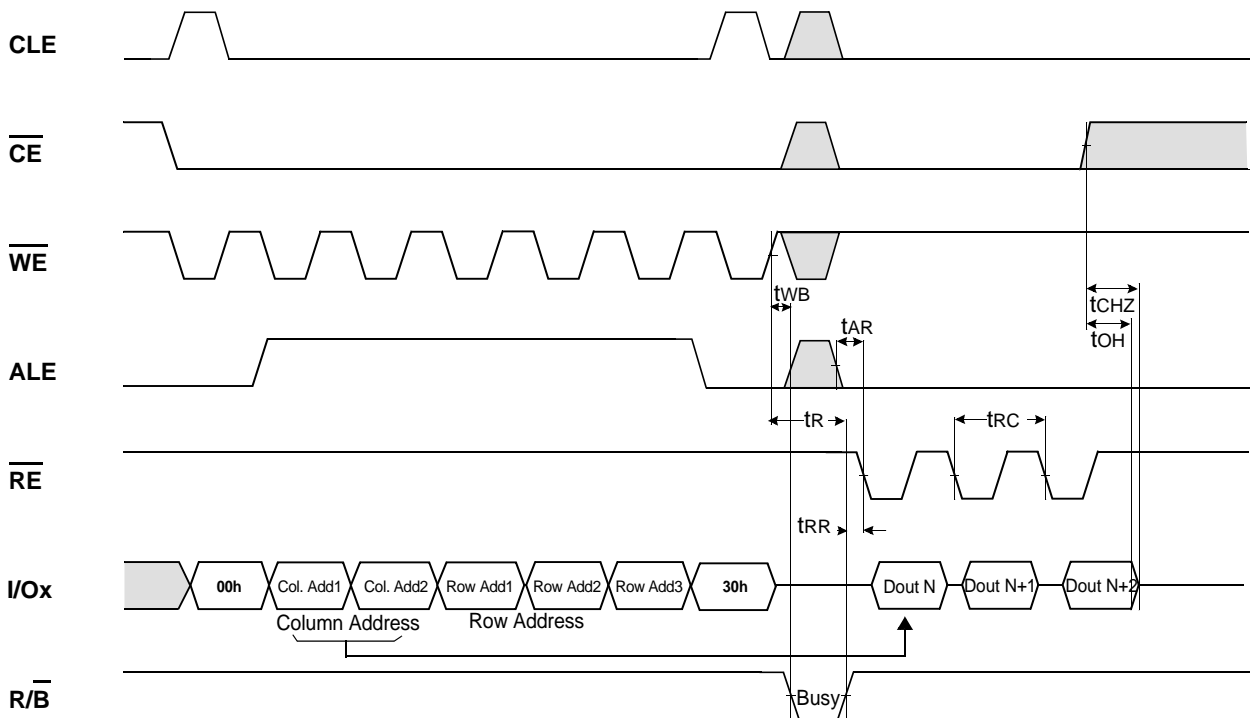 CLE
CE
WE
tWB
tCHZ
tAR
tOH
ALE
tR
tRC
RE
tRR
I/Ox
00h
Col. Add1
Col. Add2
Row Add1
Row Add2
Row Add3
30h
Dout N
Dout N+1
Dout N+2
Column Address
Row Address
R/B
Busy